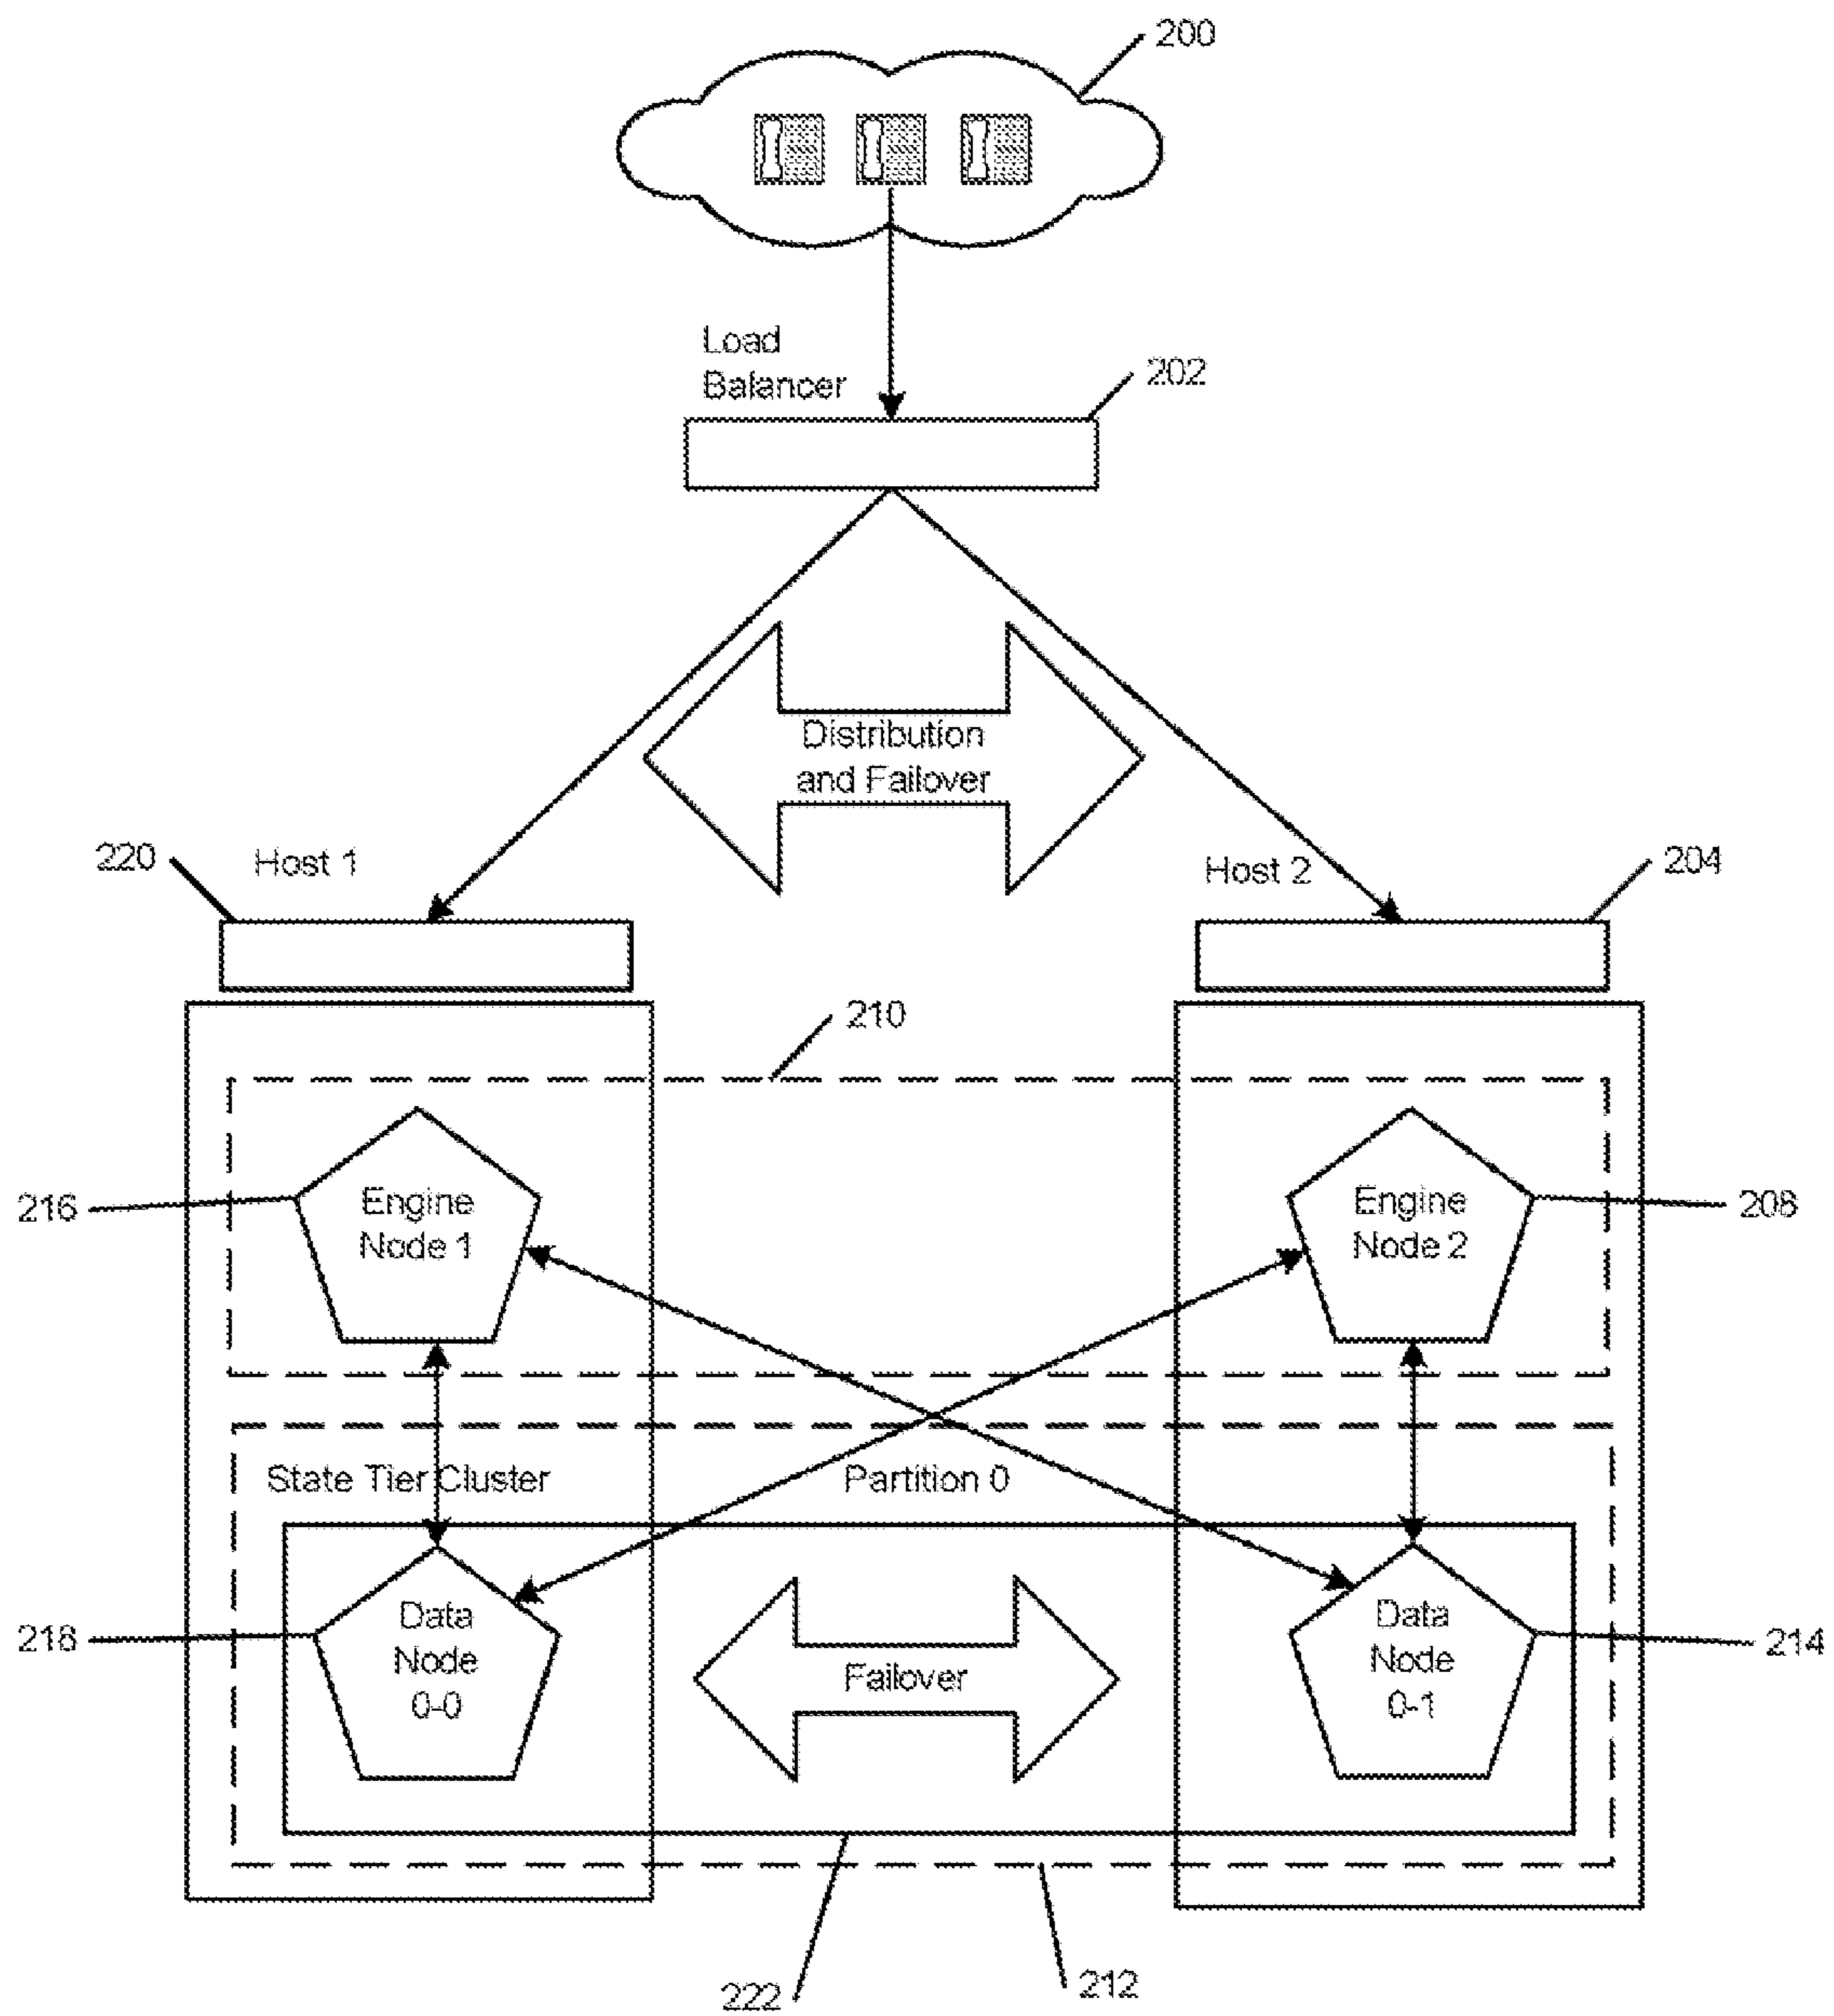 200
Load
Balancer
202
Distribution
and Failover
220
Host 1
Host 2
204
210
216
Engine
Node 1
Engine
Node 2
208
State Tier Cluster
Partition 0
218
Data
Node
0-0
Failover
Data
Node
0-1
214
222
212